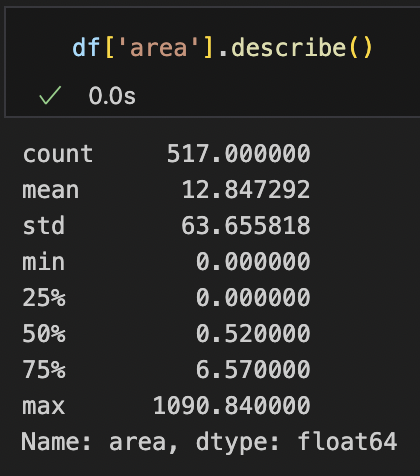 df['area'].describe()
✓ 0.0s
count 517.000000
mean 12.847292
std 63.655818
min 0.000000
25% 0.000000
50% 0.520000
75% 6.570000
max 1090.840000
Name: area, dtype: float64